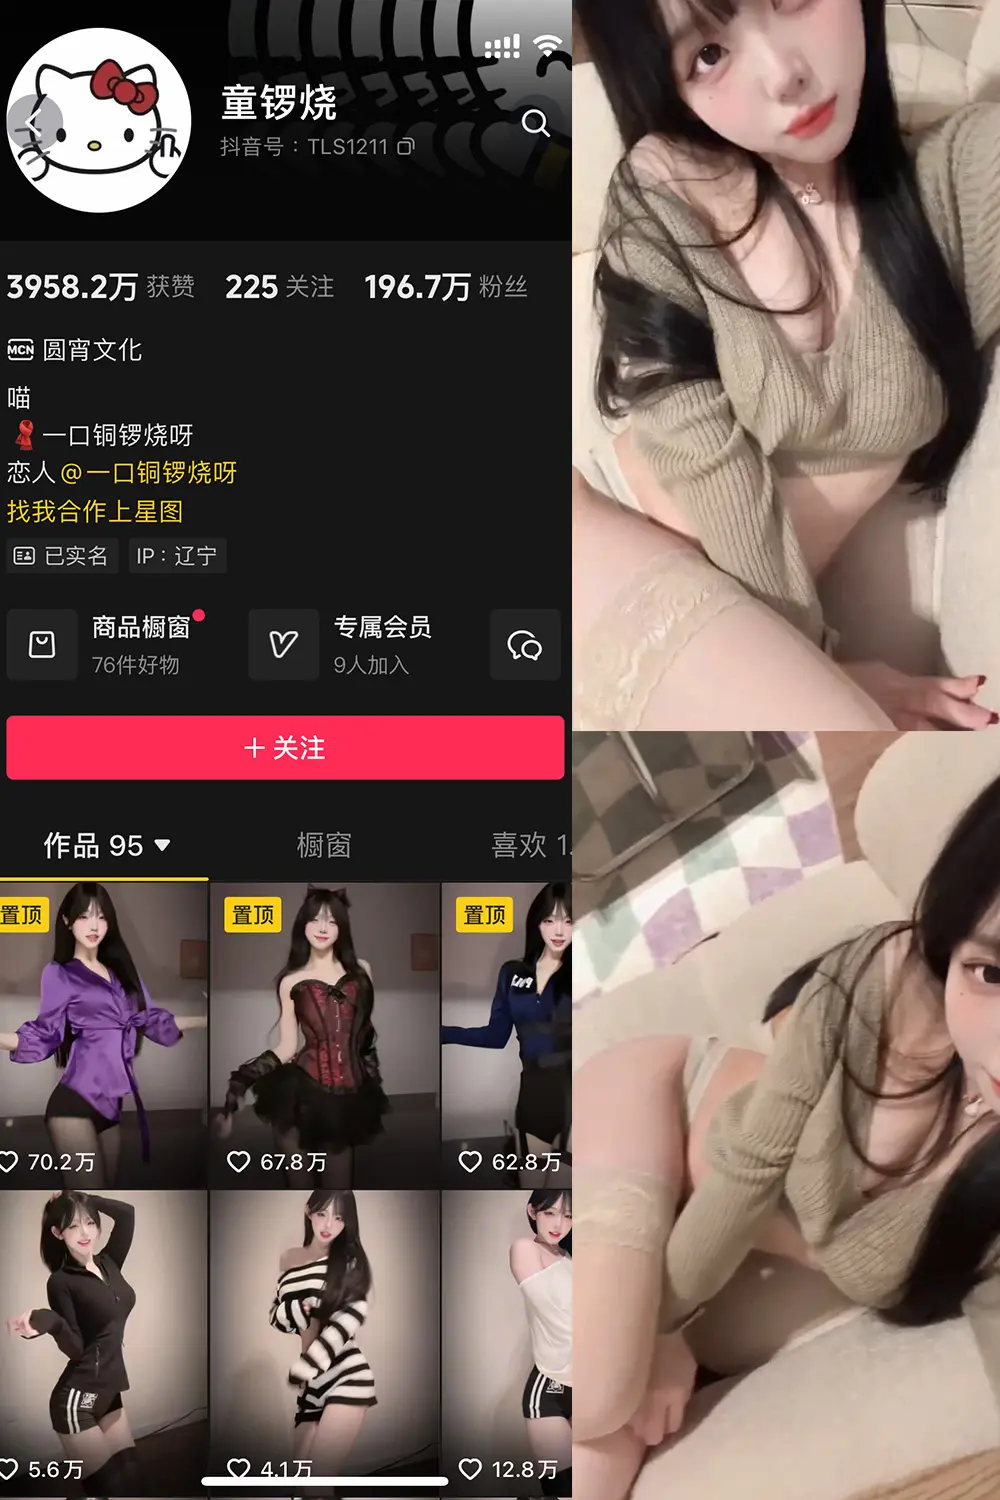 童锣烧
抖音号：TLS1211
3958.2万 获赞 225 关注 196.7万 粉丝
MCN 圆宵文化
喵
一口铜锣烧呀
恋人@一口铜锣烧呀
找我合作上星图
已实名 IP：辽宁
商品橱窗
76件好物
专属会员
9人加入
+ 关注
作品 95 橱窗 喜欢 1.
置顶 置顶 置顶
70.2万 67.8万 62.8万
5.6万 4.1万 12.8万